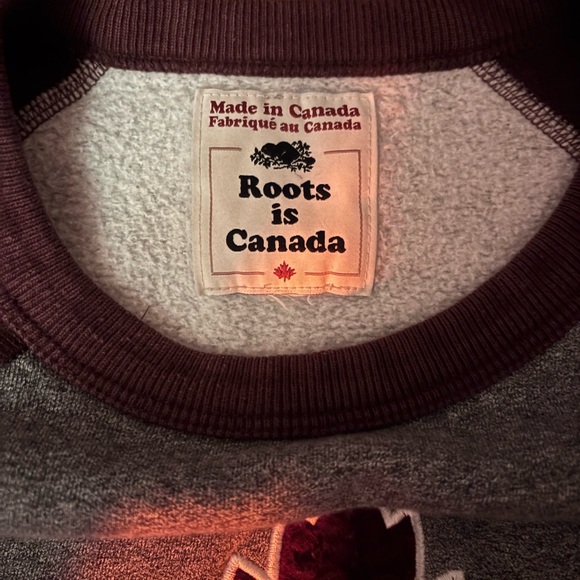 Made in Canada
Fabriqué au Canada
Roots
is
Canada